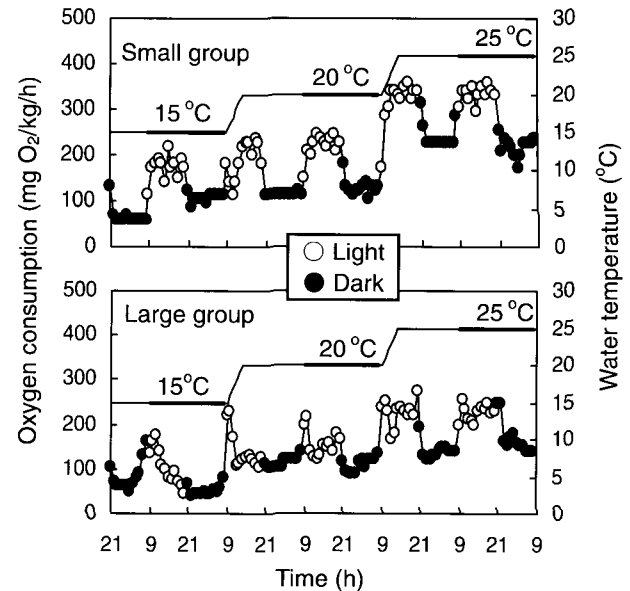 500
400
300
200
100
0
Small group
15 °C
20 °C
25 °C
30
25
20
15
10
5
0
Light
Dark
500
400
300
200
100
0
Large group
15°C
20 °C
25 °C
30
25
20
15
10
5
0
21 9 21 9 21 9 21 9 21 9 21 9
Time (h)
Oxygen consumption (mg O₂/kg/h)
Water temperature (°C)